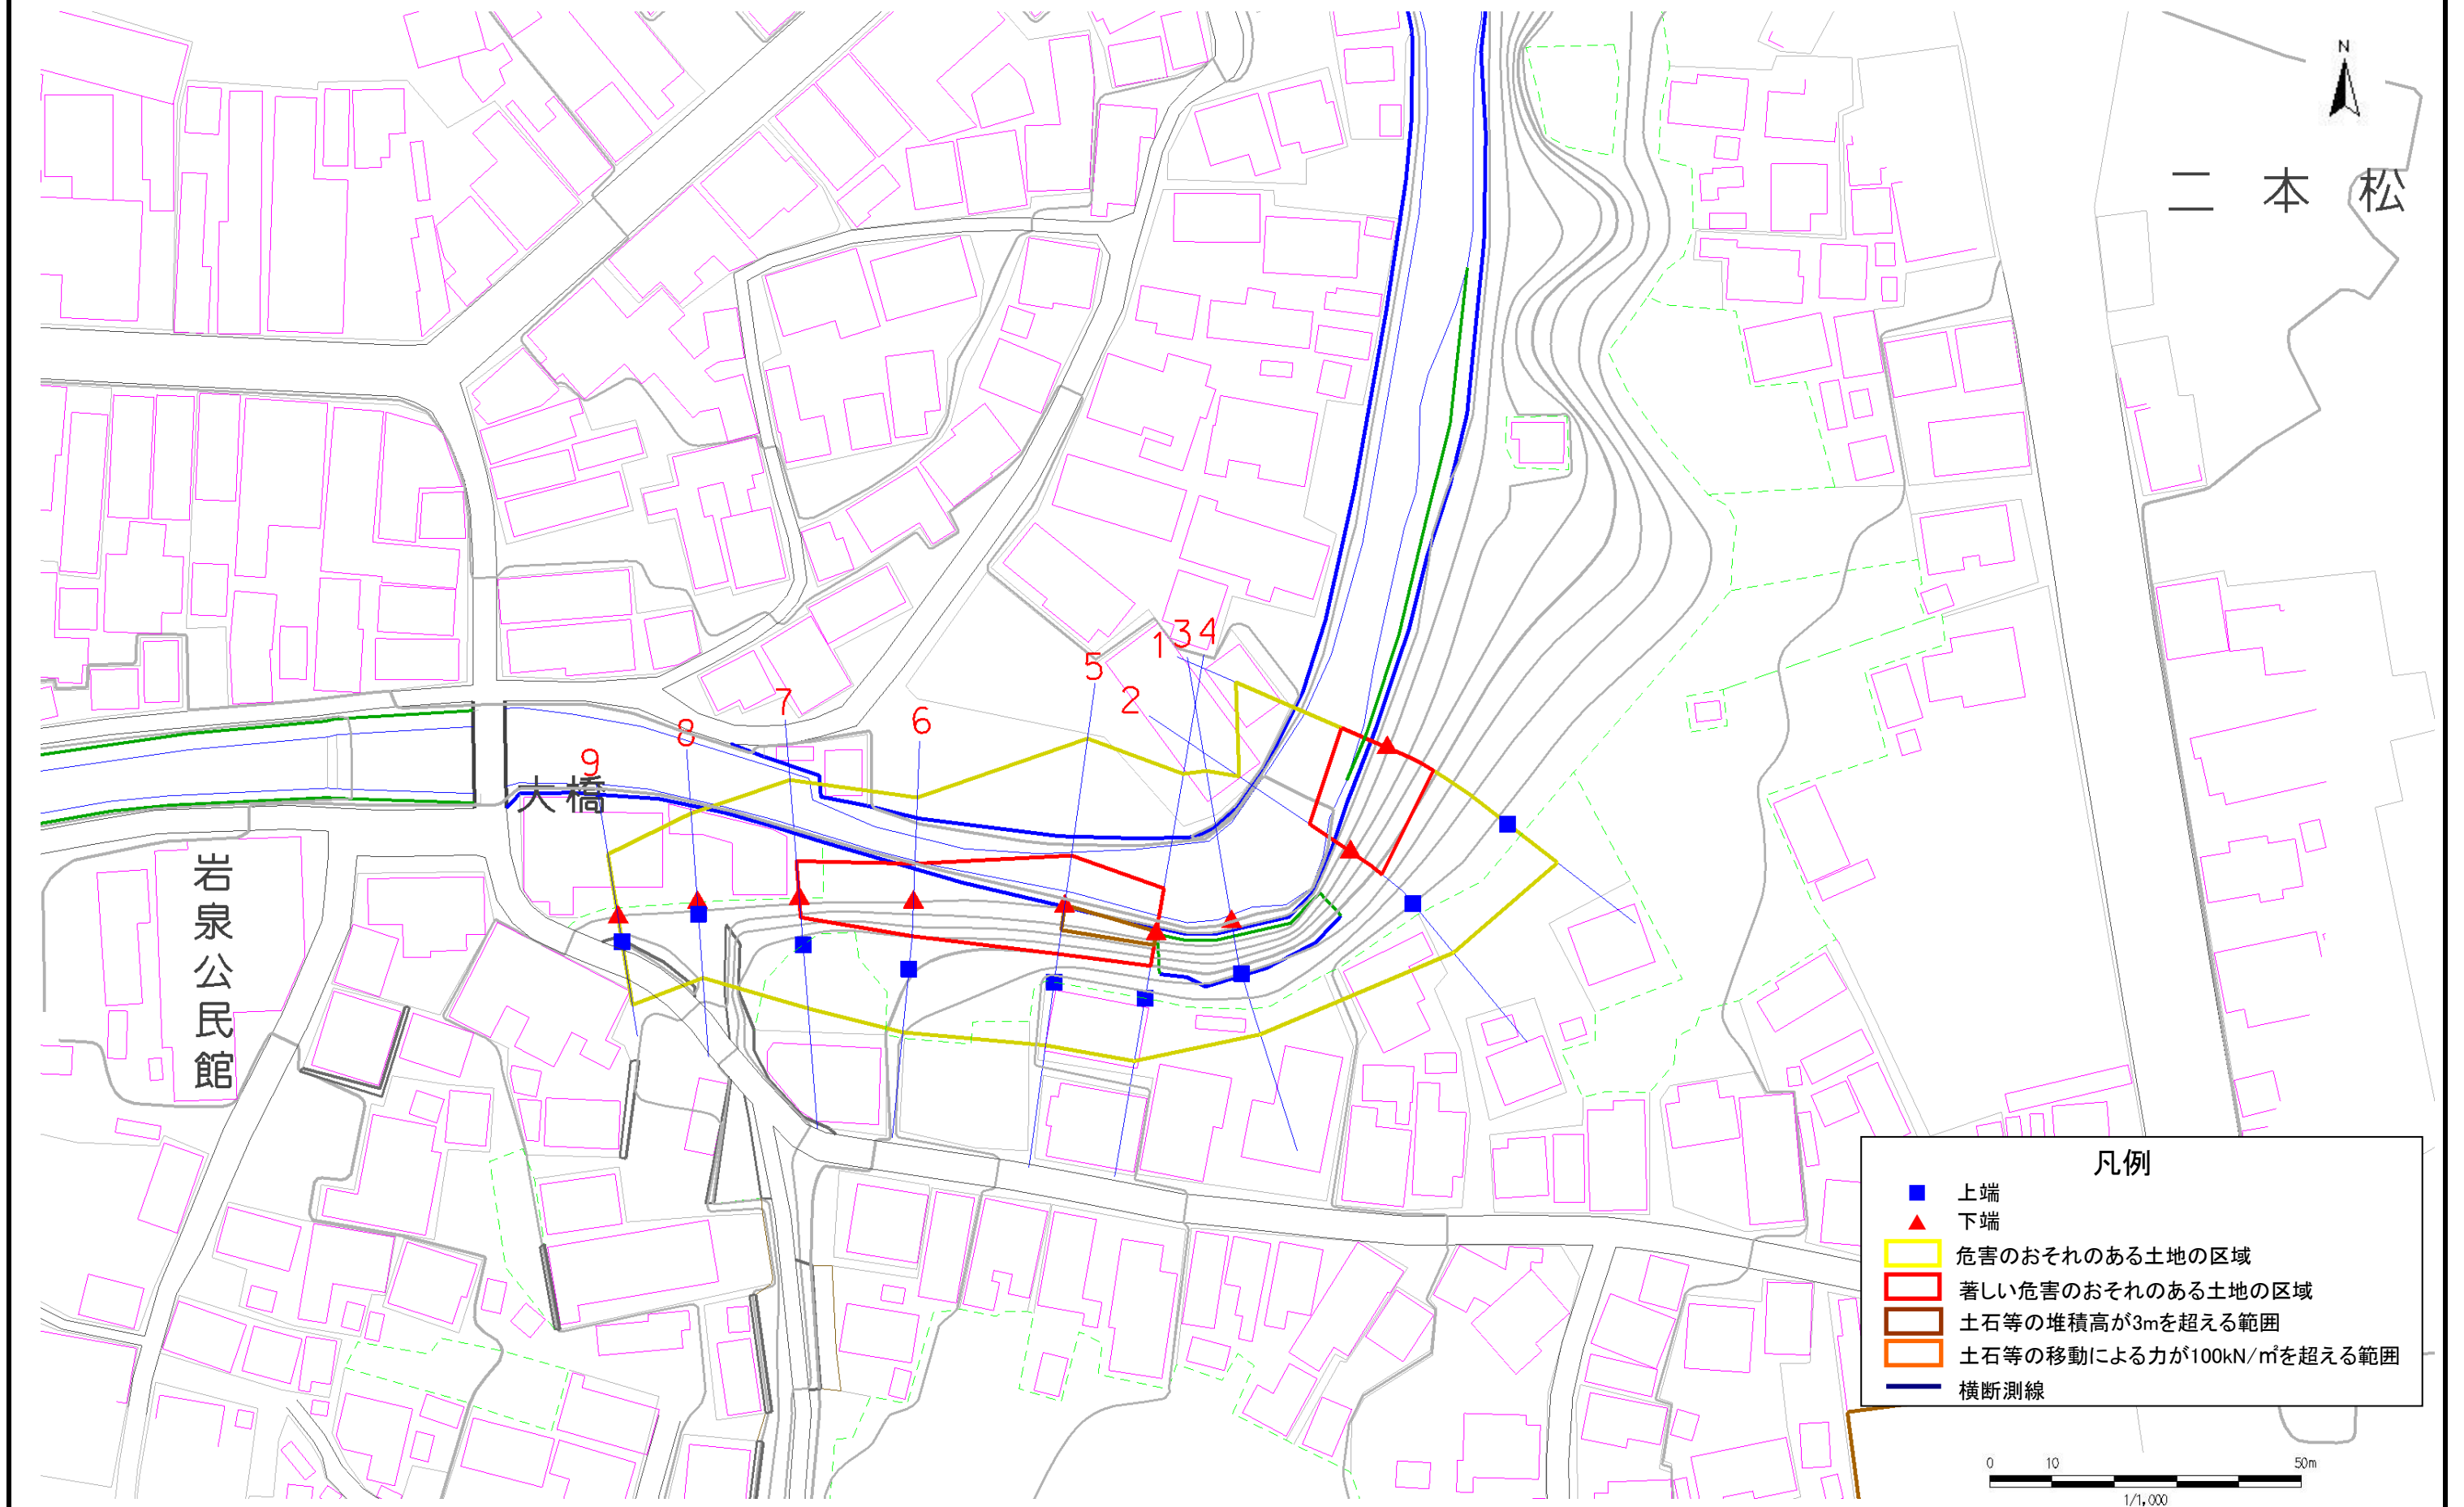 N
二本松
1
3
4
5
2
7
6
8
9
大橋
岩泉公民館
凡例
上端
下端
危害のおそれのある土地の区域
著しい危害のおそれのある土地の区域
土石等の堆積高が3mを超える範囲
土石等の移動による力が100kN/㎡を超える範囲
横断測線
0 10 50m
1/1,000